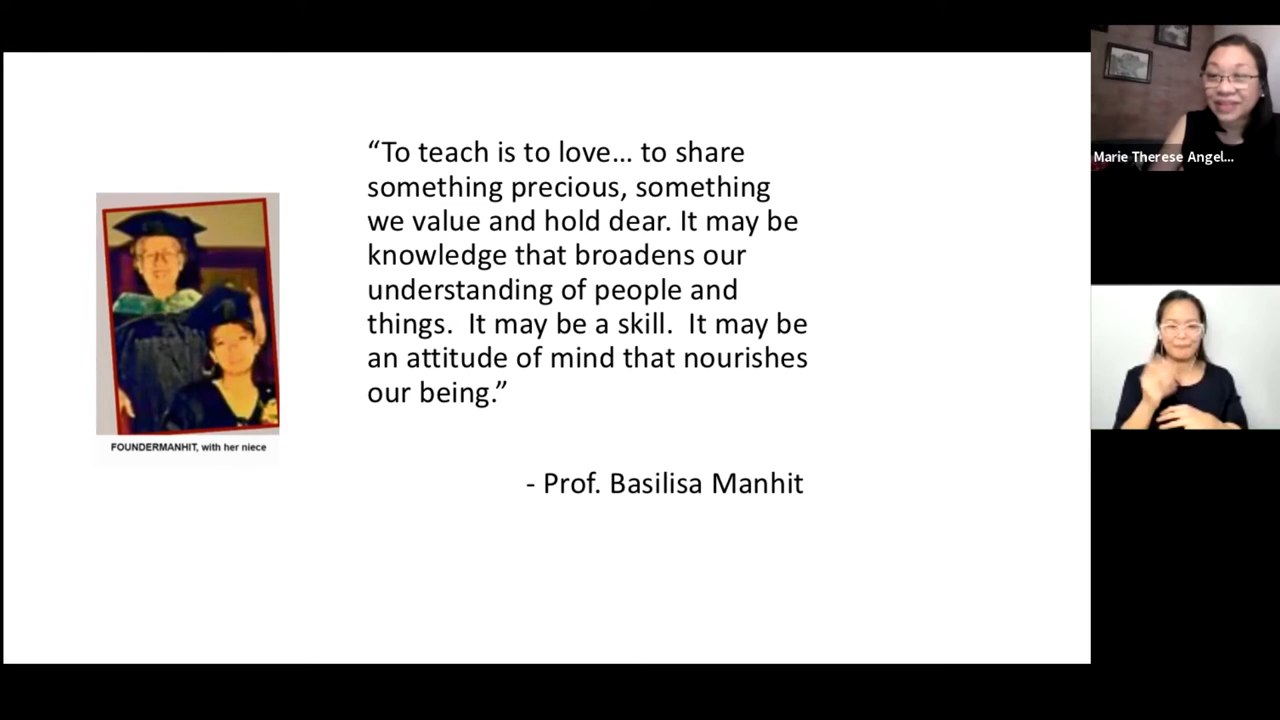 “To teach is to love... to share
something precious, something
we value and hold dear. It may be
knowledge that broadens our
understanding of people and
things.  It may be a skill.  It may be
an attitude of mind that nourishes
our being.”
- Prof. Basilisa Manhit
FOUNDERMANHIT, with her niece
Marie Therese Angel...